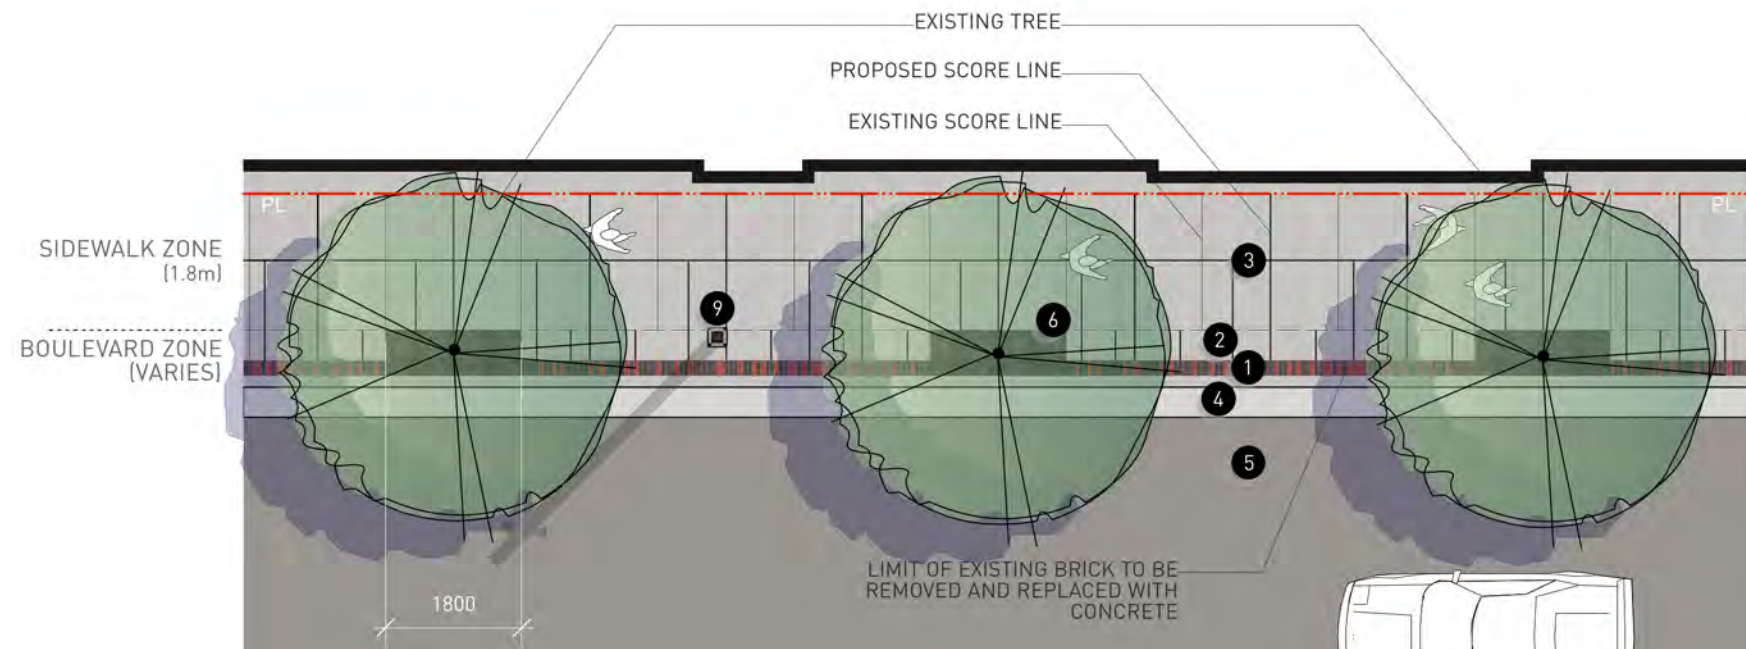 EXISTING TREE
PROPOSED SCORE LINE
EXISTING SCORE LINE
PL
PL
SIDEWALK ZONE
(1.8m)
3
9
6
2
BOULEVARD ZONE
(VARIES)
1
4
5
LIMIT OF EXISTING BRICK TO BE
REMOVED AND REPLACED WITH
CONCRETE
1800